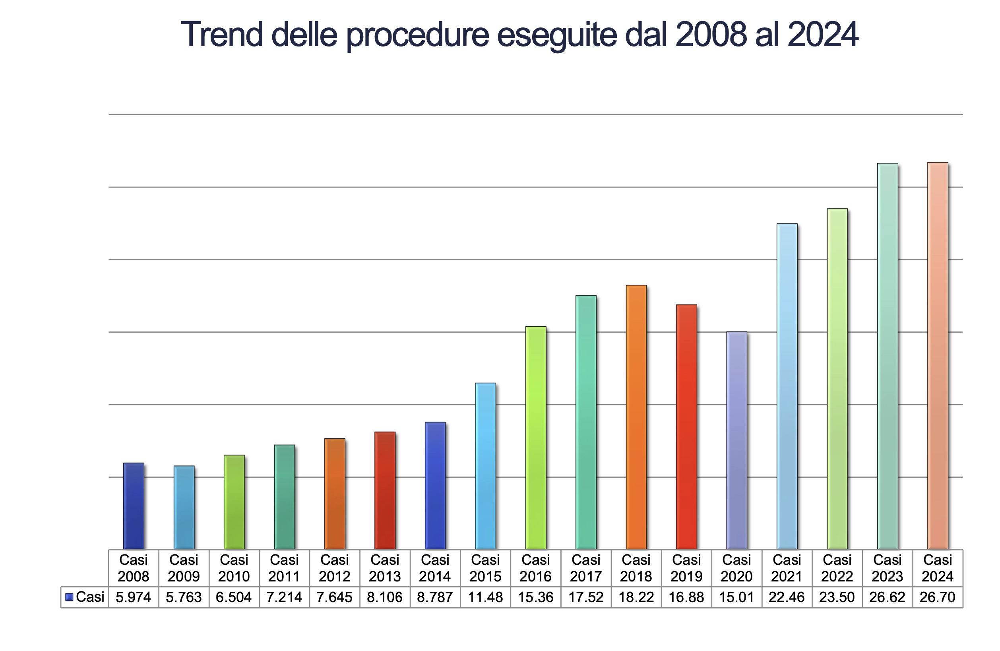 Trend delle procedure eseguite dal 2008 al 2024
Casi 2008 Casi 2009 Casi 2010 Casi 2011 Casi 2012 Casi 2013 Casi 2014 Casi 2015 Casi 2016 Casi 2017 Casi 2018 Casi 2019 Casi 2020 Casi 2021 Casi 2022 Casi 2023 Casi 2024
Casi 5.974 5.763 6.504 7.214 7.645 8.106 8.787 11.48 15.36 17.52 18.22 16.88 15.01 22.46 23.50 26.62 26.70